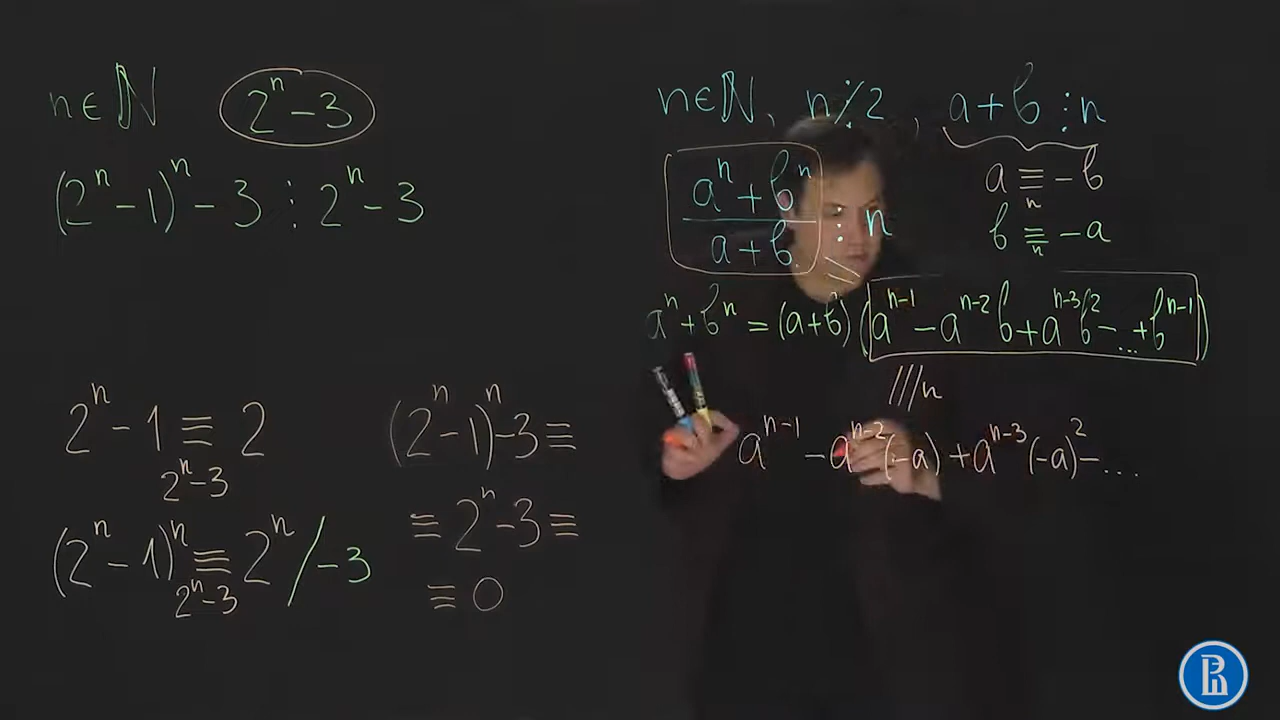 n∈ℕ 2ⁿ-3
(2ⁿ-1)ⁿ-3 ⋮ 2ⁿ-3
2ⁿ-1 ≡ 2
2ⁿ-3
(2ⁿ-1)ⁿ ≡ 2ⁿ /-3
2ⁿ-3
(2ⁿ-1)ⁿ-3 ≡
≡ 2ⁿ-3 ≡
≡ 0
n∈ℕ, n⋮̸2, a+b ⋮ n
aⁿ+bⁿ
a+b
⋮ n
a ≡ -b
n
b ≡ -a
n
aⁿ+bⁿ = (a+b)(aⁿ⁻¹-aⁿ⁻²b+aⁿ⁻³b²-...+bⁿ⁻¹)
///n
aⁿ⁻¹-aⁿ⁻²(-a)+aⁿ⁻³(-a)²-....